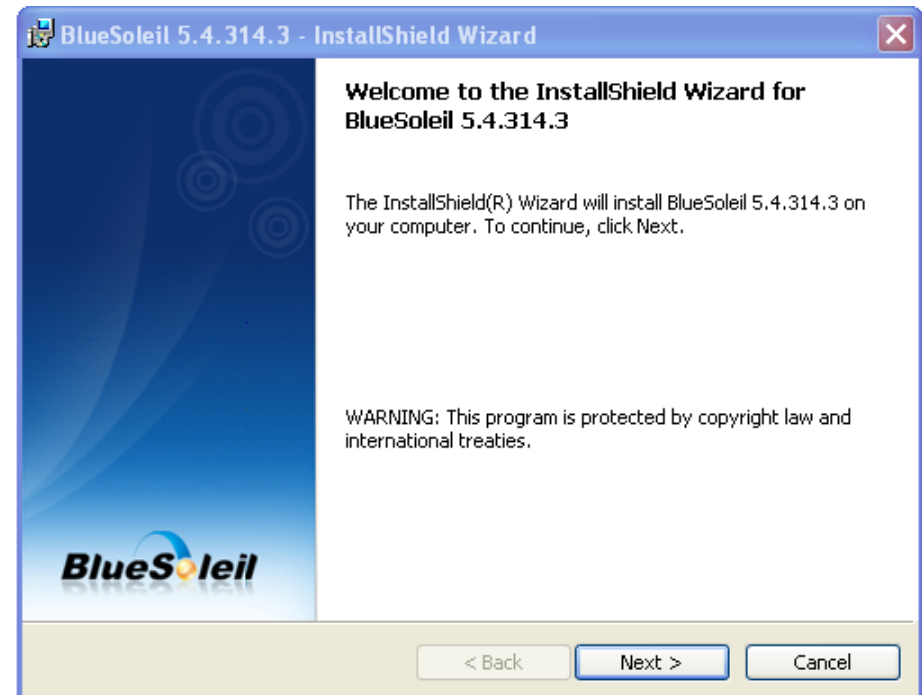 BlueSoleil 5.4.314.3 - InstallShield Wizard
Welcome to the InstallShield Wizard for
BlueSoleil 5.4.314.3
The InstallShield(R) Wizard will install BlueSoleil 5.4.314.3 on
your computer. To continue, click Next.
WARNING: This program is protected by copyright law and
international treaties.
BlueSoleil
< Back
Next >
Cancel